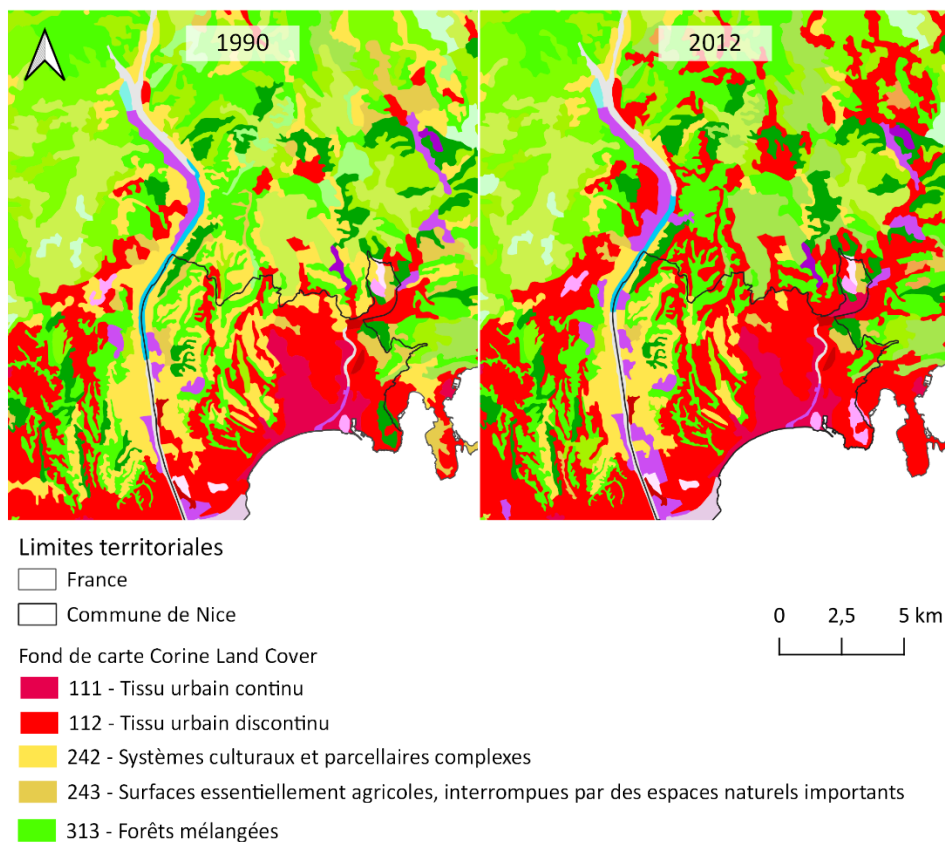 1990
2012
Limites territoriales
France
Commune de Nice
0 2,5 5 km
Fond de carte Corine Land Cover
111 - Tissu urbain continu
112 - Tissu urbain discontinu
242 - Systèmes culturaux et parcellaires complexes
243 - Surfaces essentiellement agricoles, interrompues par des espaces naturels importants
313 - Forêts mélangées